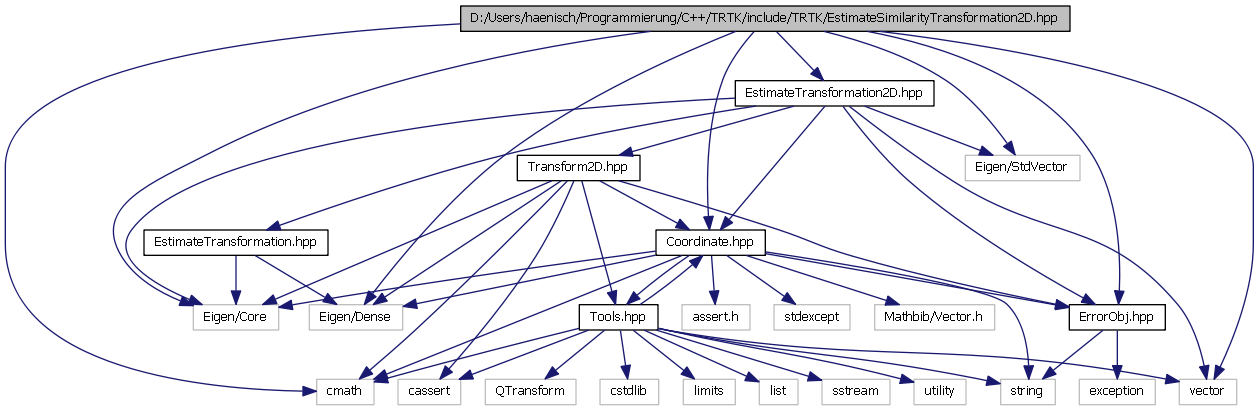 D:/Users/haenisch/Programmierung/C++/TRTK/include/TRTK/EstimateSimilarityTransformation2D.hpp
EstimateTransformation2D.hpp
Transform2D.hpp
Eigen/StdVector
EstimateTransformation.hpp
Coordinate.hpp
Eigen/Core
Eigen/Dense
Tools.hpp
assert.h
stdexcept
Mathbib/Vector.h
ErrorObj.hpp
cmath
cassert
QTransform
cstdlib
limits
list
sstream
utility
string
exception
vector